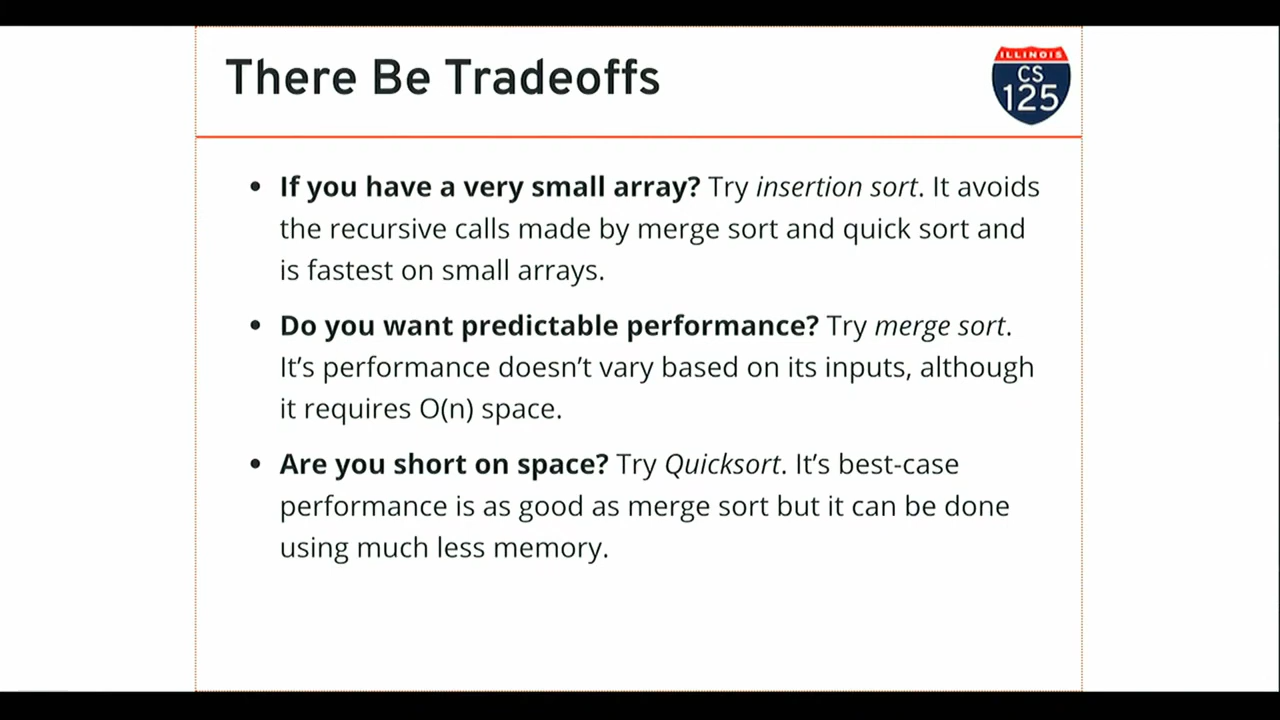 There Be Tradeoffs
ILLINOIS
CS
125
• If you have a very small array? Try insertion sort. It avoids
the recursive calls made by merge sort and quick sort and
is fastest on small arrays.
• Do you want predictable performance? Try merge sort.
It’s performance doesn’t vary based on its inputs, although
it requires O(n) space.
• Are you short on space? Try Quicksort. It’s best-case
performance is as good as merge sort but it can be done
using much less memory.